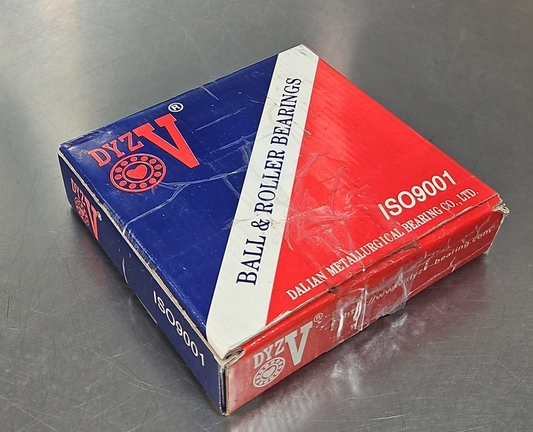 DYZV®
BALL & ROLLER BEARINGS
ISO9001
DALIAN METALLURGICAL BEARING CO., LTD.
DYZV
ISO9001
DYZV®